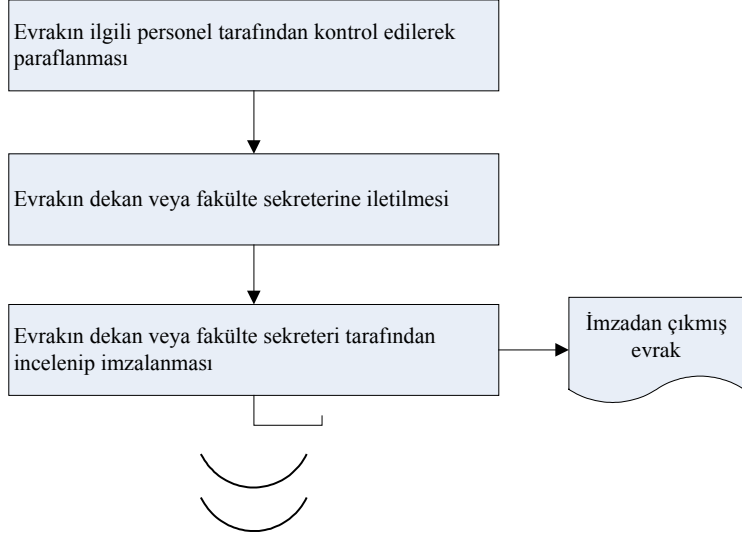 Evrakın ilgili personel tarafından kontrol edilerek
paraflanması
Evrakın dekan veya fakülte sekreterine iletilmesi
Evrakın dekan veya fakülte sekreteri tarafından
incelenip imzalanması
İmzadan çıkmış
evrak